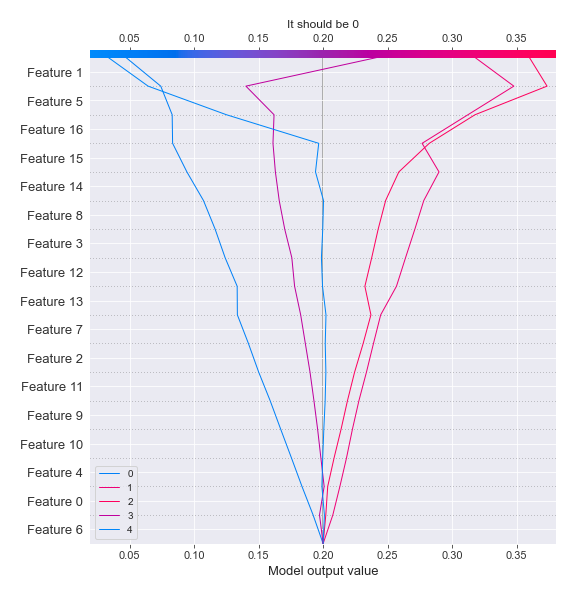 It should be 0
0.05 0.10 0.15 0.20 0.25 0.30 0.35
Feature 1
Feature 5
Feature 16
Feature 15
Feature 14
Feature 8
Feature 3
Feature 12
Feature 13
Feature 7
Feature 2
Feature 11
Feature 9
Feature 10
Feature 4
Feature 0
Feature 6
0
1
2
3
4
0.05 0.10 0.15 0.20 0.25 0.30 0.35
Model output value